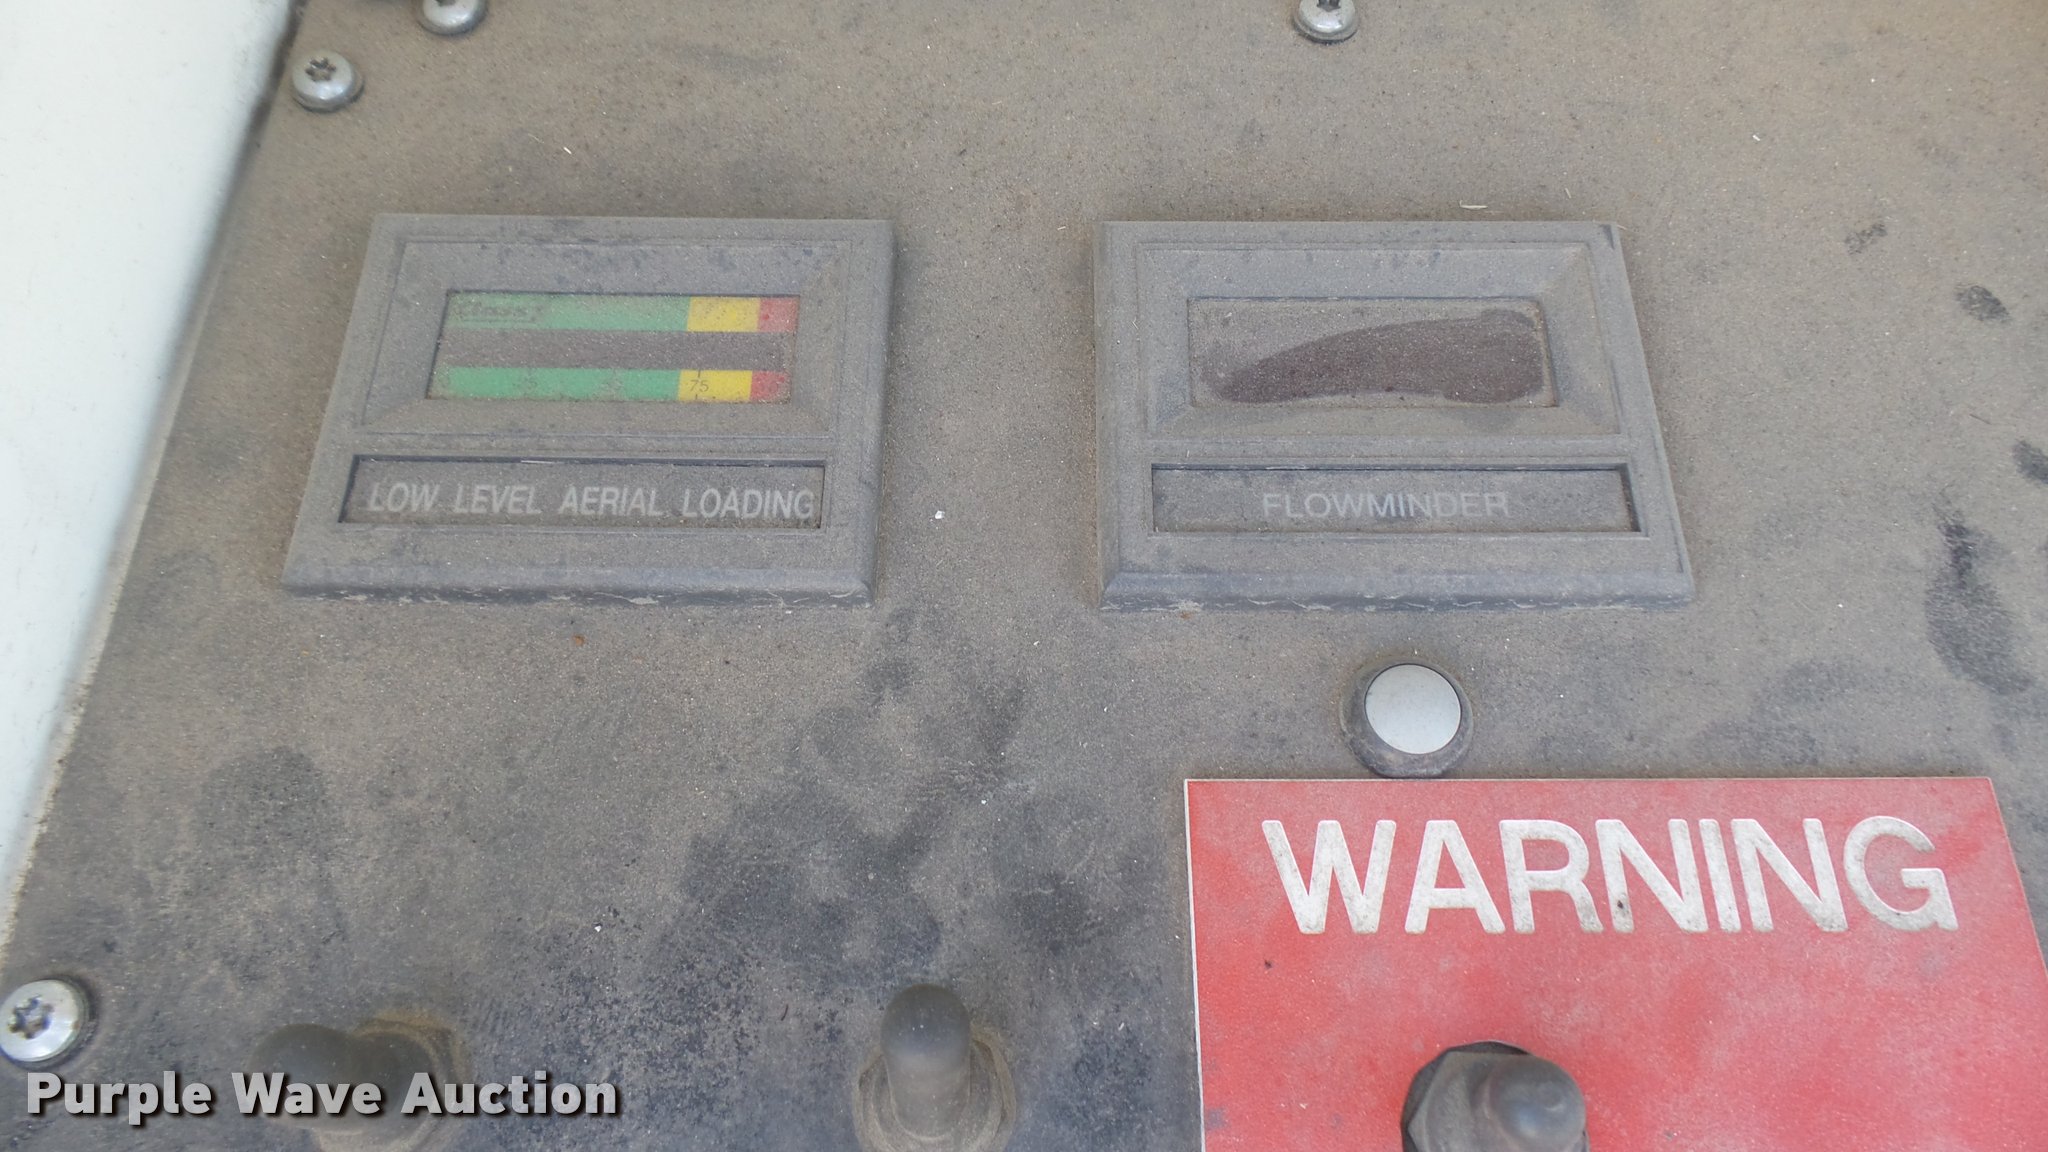 75
LOW LEVEL AERIAL LOADING
FLOWMINDER
WARNING
Purple Wave Auction